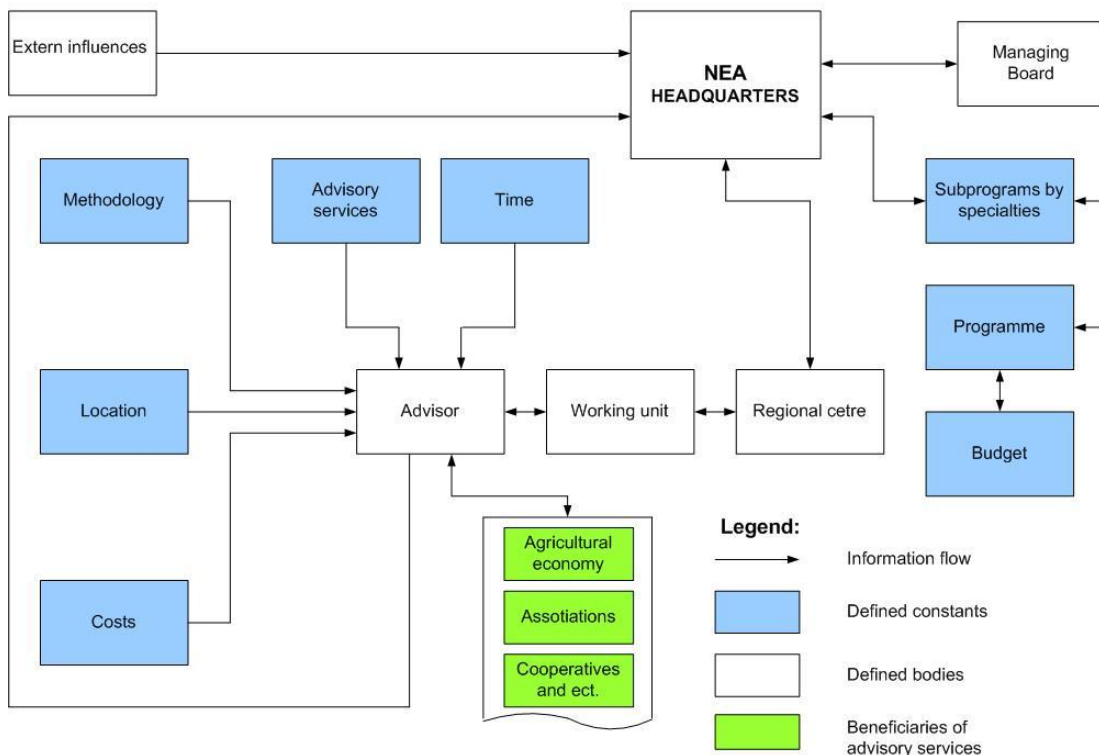 Extern influences
NEA
HEADQUARTERS
Managing
Board
Methodology
Advisory
services
Time
Subprograms by
specialties
Programme
Location
Advisor
Working unit
Regional cetre
Budget
Costs
Agricultural
economy
Assotiations
Cooperatives
and ect.
Legend:
Information flow
Defined constants
Defined bodies
Beneficiaries of
advisory services